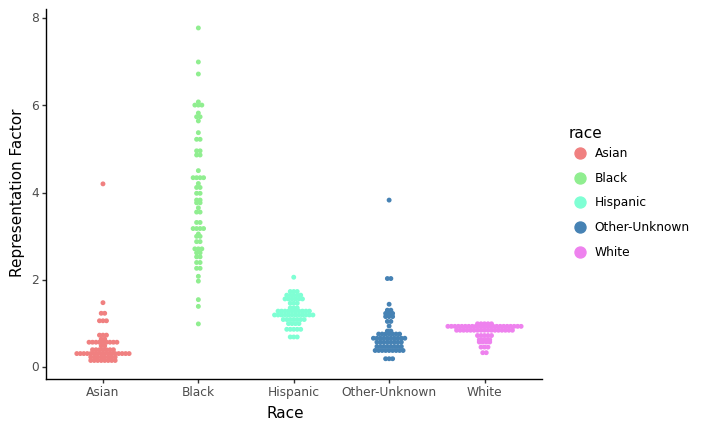 8
6
4
2
0
Representation Factor
Asian
Black
Hispanic
Other-Unknown
White
Race
race
Asian
Black
Hispanic
Other-Unknown
White